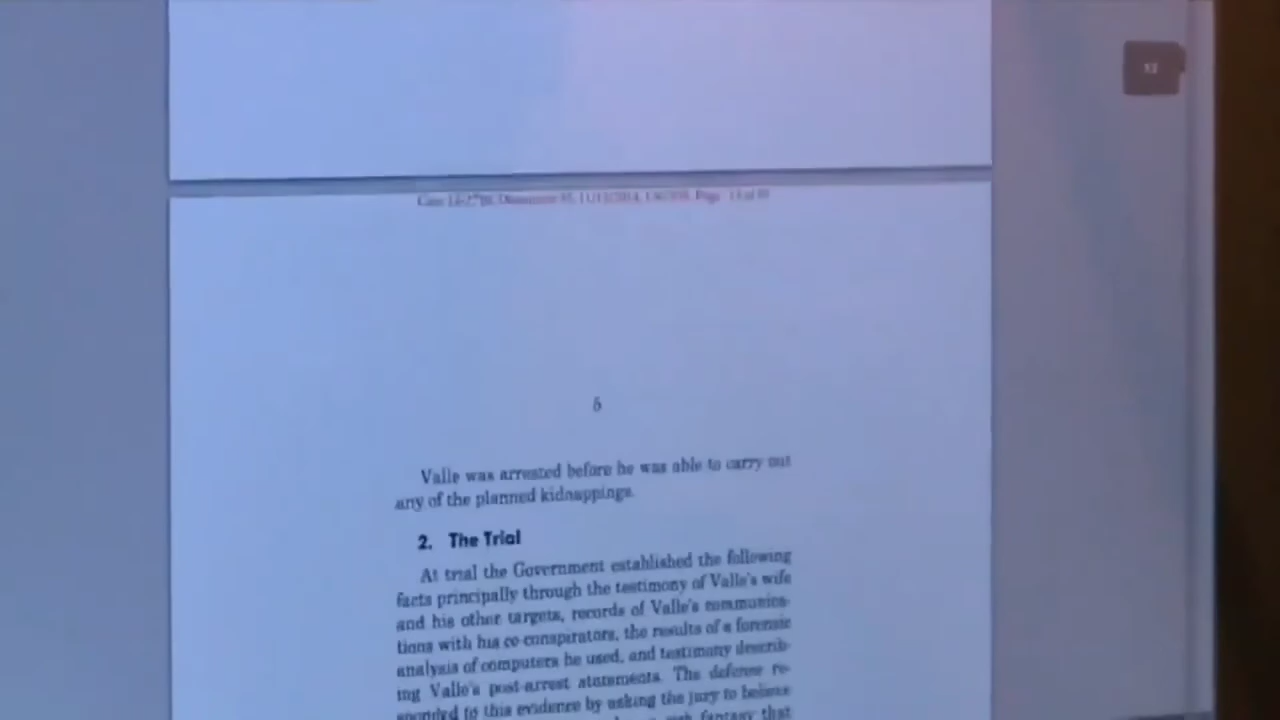 Page
5
Valle was arrested before he was able to carry out
any of the planned kidnappings.
2. The Trial
At trial the Government established the following
facts principally through the testimony of Valle's wife
and his other targets, records of Valle's communica-
tions with his co-conspirators, the results of a forensic
analysis of computers he used, and testimony describ-
ing Valle's post-arrest statements. The defense re-
sponded to this evidence by asking the jury to believe
fantasy that